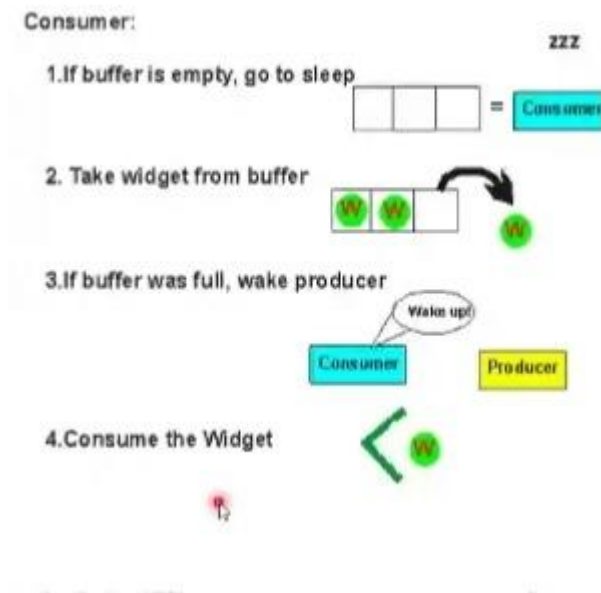 Consumer:
zzz
1.If buffer is empty, go to sleep
= Consumer
2. Take widget from buffer
W W
W
3.If buffer was full, wake producer
Wake up!
Consumer
Producer
4.Consume the Widget
W